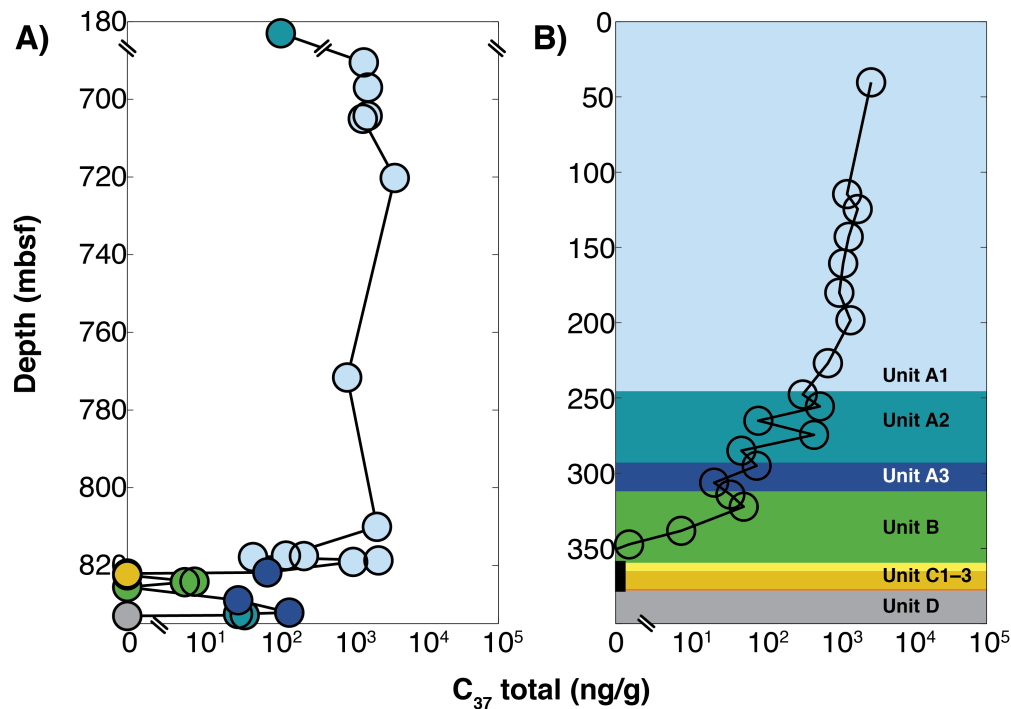 A)
180
700
720
740
760
780
800
820
Depth (mbsf)
0 10¹ 10² 10³ 10⁴ 10⁵
B)
0
50
100
150
200
250
300
350
Unit A1
Unit A2
Unit A3
Unit B
Unit C1–3
Unit D
0 10¹ 10² 10³ 10⁴ 10⁵
C₃₇ total (ng/g)